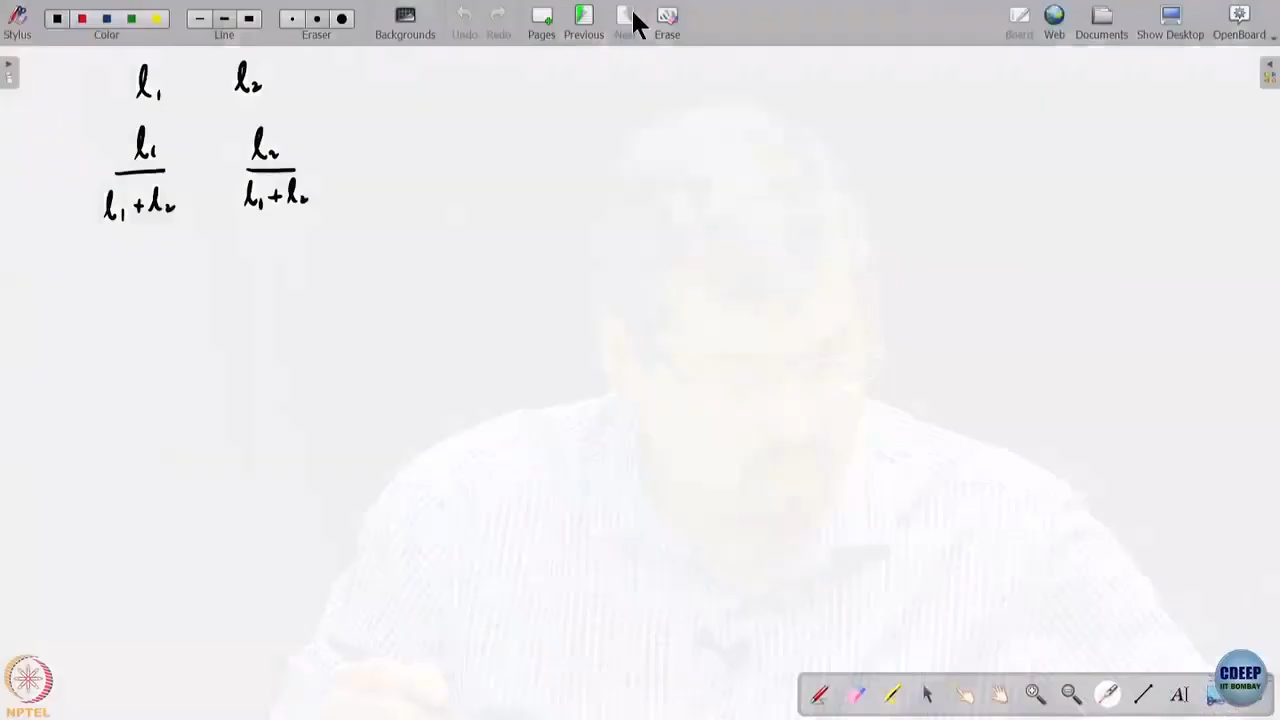 Stylus Color Line Eraser Backgrounds Undo Redo Pages Previous Next Erase Board Web Documents Show Desktop OpenBoard
l₁ l₂
l₁/(l₁+l₂) l₂/(l₁+l₂)
NPTEL
CDEEP
IIT BOMBAY